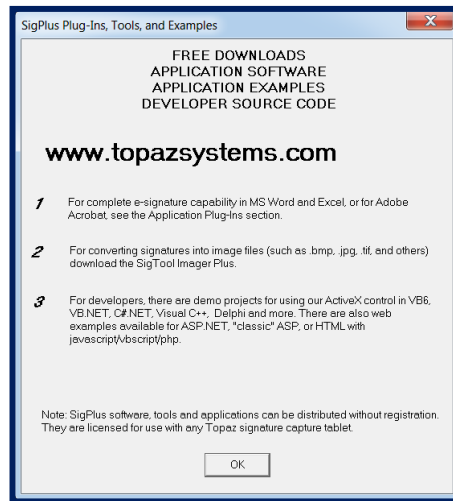 SigPlus Plug-Ins, Tools, and Examples
FREE DOWNLOADS
APPLICATION SOFTWARE
APPLICATION EXAMPLES
DEVELOPER SOURCE CODE
www.topazsystems.com
1 For complete e-signature capability in MS Word and Excel, or for Adobe
Acrobat, see the Application Plug-Ins section.
2 For converting signatures into image files (such as .bmp, .jpg, .tif, and others)
download the SigTool Imager Plus.
3 For developers, there are demo projects for using our ActiveX control in VB6,
VB.NET, C#.NET, Visual C++, Delphi and more. There are also web
examples available for ASP.NET, "classic" ASP, or HTML with
javascript/vbscript/php.
Note: SigPlus software, tools and applications can be distributed without registration.
They are licensed for use with any Topaz signature capture tablet.
OK